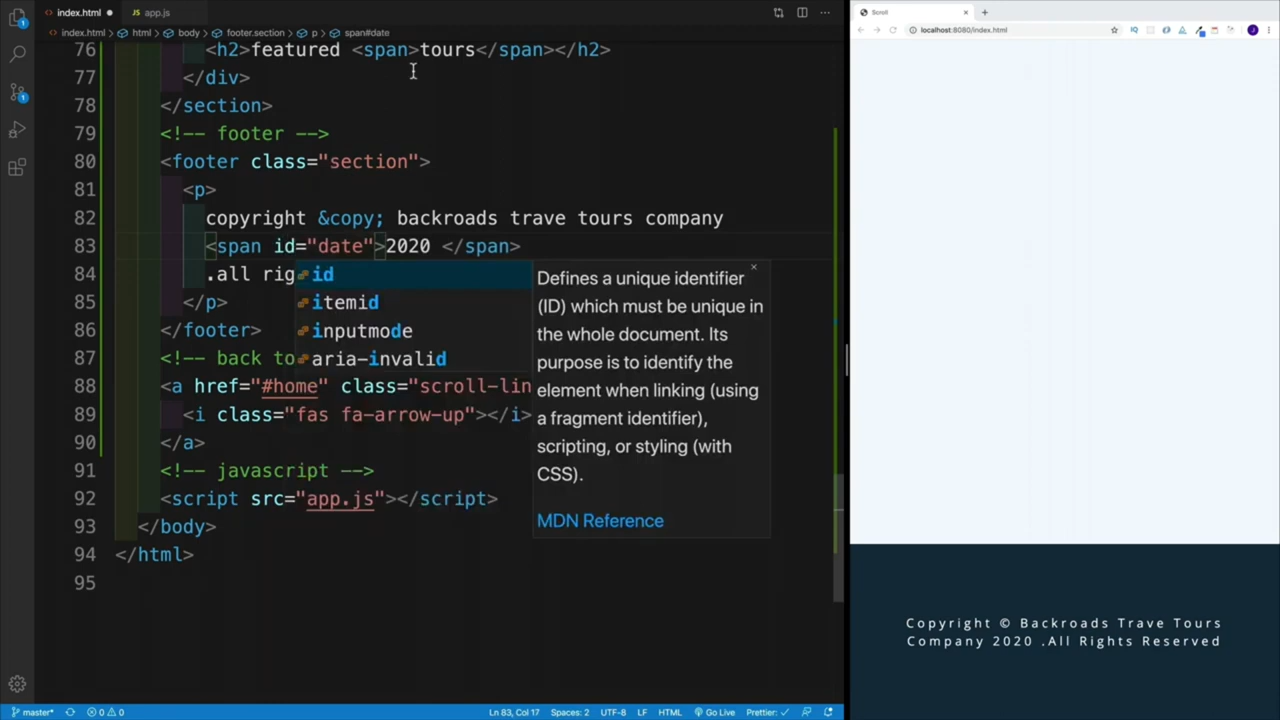 index.html ● app.js
index.html > html > body > footer.section > p > span#date
76 <h2>featured <span>tours</span></h2>
77 </div>
78 </section>
79 <!-- footer -->
80 <footer class="section">
81 <p>
82 copyright &copy; backroads trave tours company
83 <span id="date">2020 </span>
84 .all rig
85 </p>
86 </footer>
87 <!-- back to
88 <a href="#home" class="scroll-lin
89 <i class="fas fa-arrow-up"></i>
90 </a>
91 <!-- javascript -->
92 <script src="app.js"></script>
93 </body>
94 </html>
95
id
itemid
inputmode
aria-invalid
Defines a unique identifier
(ID) which must be unique in
the whole document. Its
purpose is to identify the
element when linking (using
a fragment identifier),
scripting, or styling (with
CSS).
MDN Reference
1
1
master* 0 0 Ln 83, Col 17 Spaces: 2 UTF-8 LF HTML Go Live Prettier: ✓
Scroll
localhost:8080/index.html
J
Copyright © Backroads Trave Tours
Company 2020 .All Rights Reserved